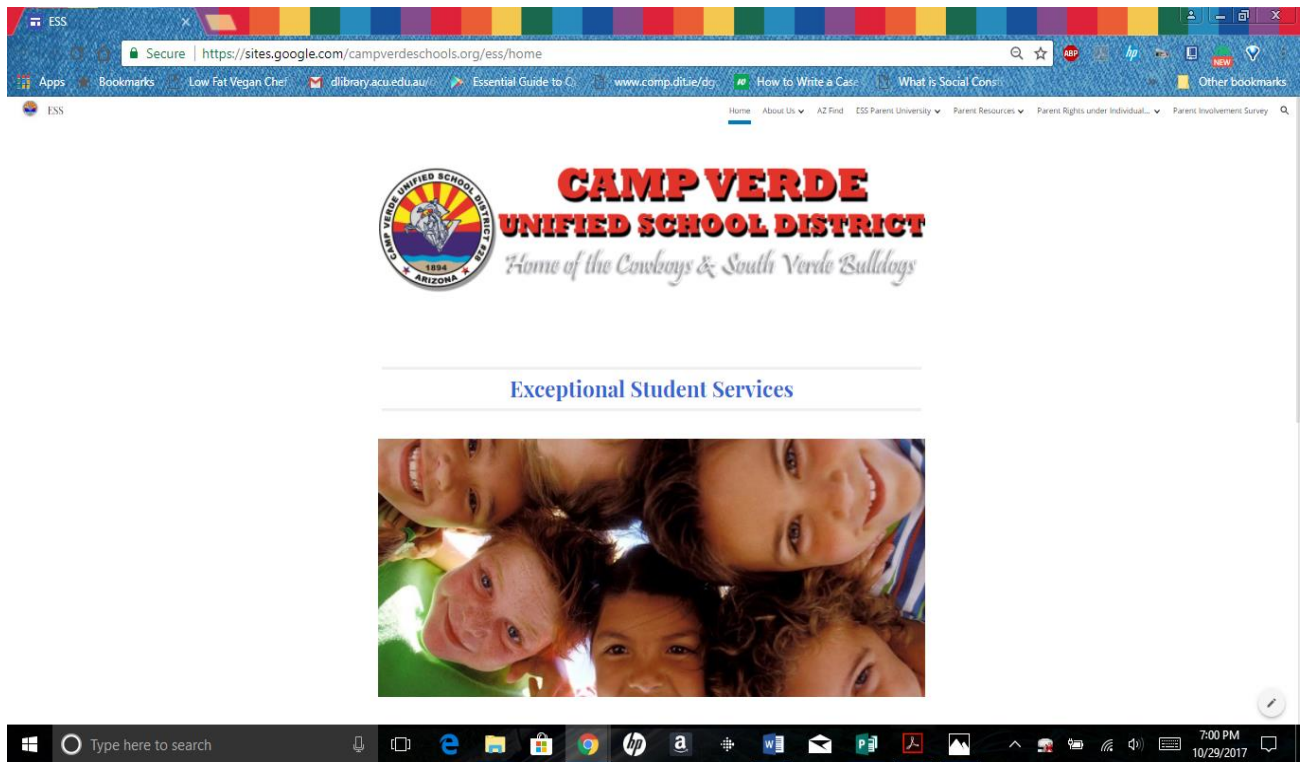 ESS
Secure | https://sites.google.com/campverdeschools.org/ess/home
ABP
hp
NEW
Apps Bookmarks Low Fat Vegan Chef dlibrary.acu.edu.au/ Essential Guide to Q www.comp.dit.ie/dg How to Write a Case What is Social Const Other bookmarks
ESS
Home About Us AZ Find ESS Parent University Parent Resources Parent Rights under Individual... Parent Involvement Survey
CAMP VERDE UNIFIED SCHOOL DISTRICT #28
1894
ARIZONA
CAMP VERDE
UNIFIED SCHOOL DISTRICT
Home of the Cowboys & South Verde Bulldogs
Exceptional Student Services
Type here to search
7:00 PM
10/29/2017